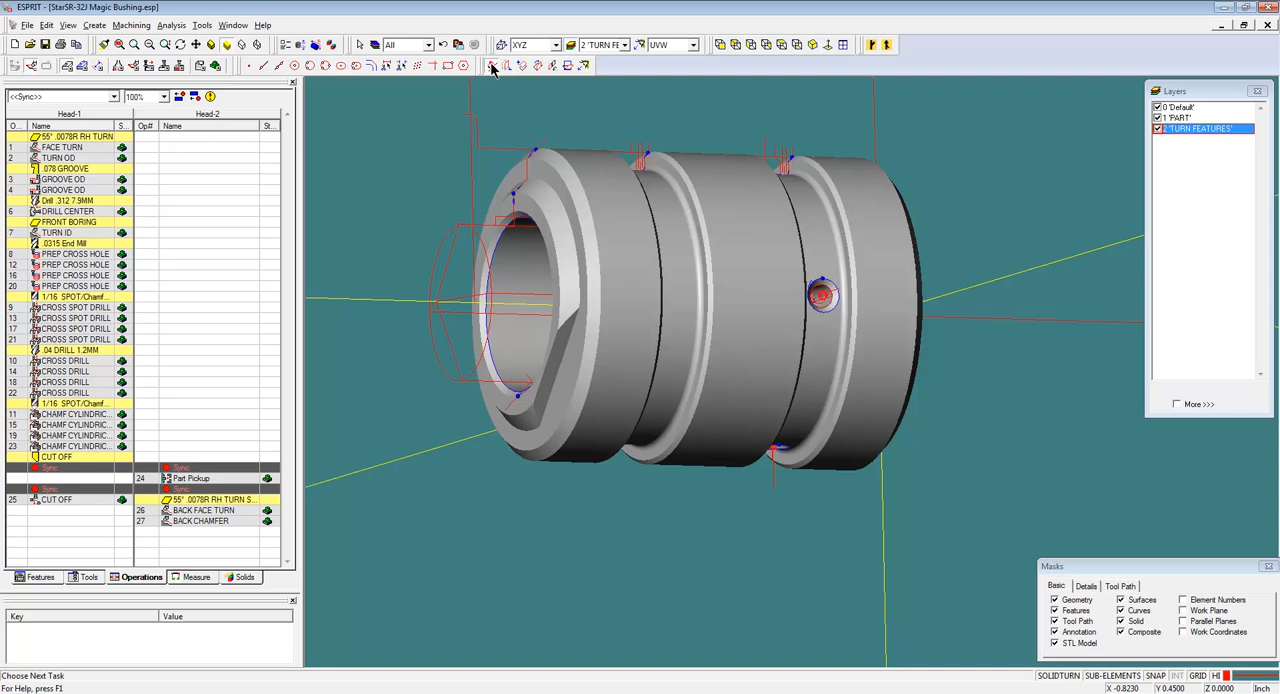 ESPRIT - [StarSR-32J Magic Bushing.esp]
File Edit View Create Machining Analysis Tools Window Help
All XYZ 2 'TURN FE UVW
<<Sync>> 100%
Head-1 Head-2
O... Name S... Op# Name St...
55° .0078R RH TURN
1 FACE TURN
2 TURN OD
.078 GROOVE
3 GROOVE OD
4 GROOVE OD
Drill .312 7.9MM
6 DRILL CENTER
FRONT BORING
7 TURN ID
.0315 End Mill
8 PREP CROSS HOLE
12 PREP CROSS HOLE
16 PREP CROSS HOLE
20 PREP CROSS HOLE
1/16 SPOT/Chamf...
9 CROSS SPOT DRILL
13 CROSS SPOT DRILL
17 CROSS SPOT DRILL
21 CROSS SPOT DRILL
.04 DRILL 1.2MM
10 CROSS DRILL
14 CROSS DRILL
18 CROSS DRILL
22 CROSS DRILL
1/16 SPOT/Chamf...
11 CHAMF CYLINDRIC...
15 CHAMF CYLINDRIC...
19 CHAMF CYLINDRIC...
23 CHAMF CYLINDRIC...
CUT OFF
Sync Sync
24 Part Pickup
Sync Sync
25 CUT OFF 55° .0078R RH TURN S...
26 BACK FACE TURN
27 BACK CHAMFER
Features Tools Operations Measure Solids
Key Value
Layers
0 'Default'
1 'PART'
2 'TURN FEATURES'
More >>>
Masks
Basic Details Tool Path
Geometry Surfaces Element Numbers
Features Curves Work Plane
Tool Path Solid Parallel Planes
Annotation Composite Work Coordinates
STL Model
Choose Next Task SOLIDTURN SUB-ELEMENTS SNAP INT GRID HI
For Help, press F1 X -0.8230 Y 0.4500 Z 0.0000 Inch